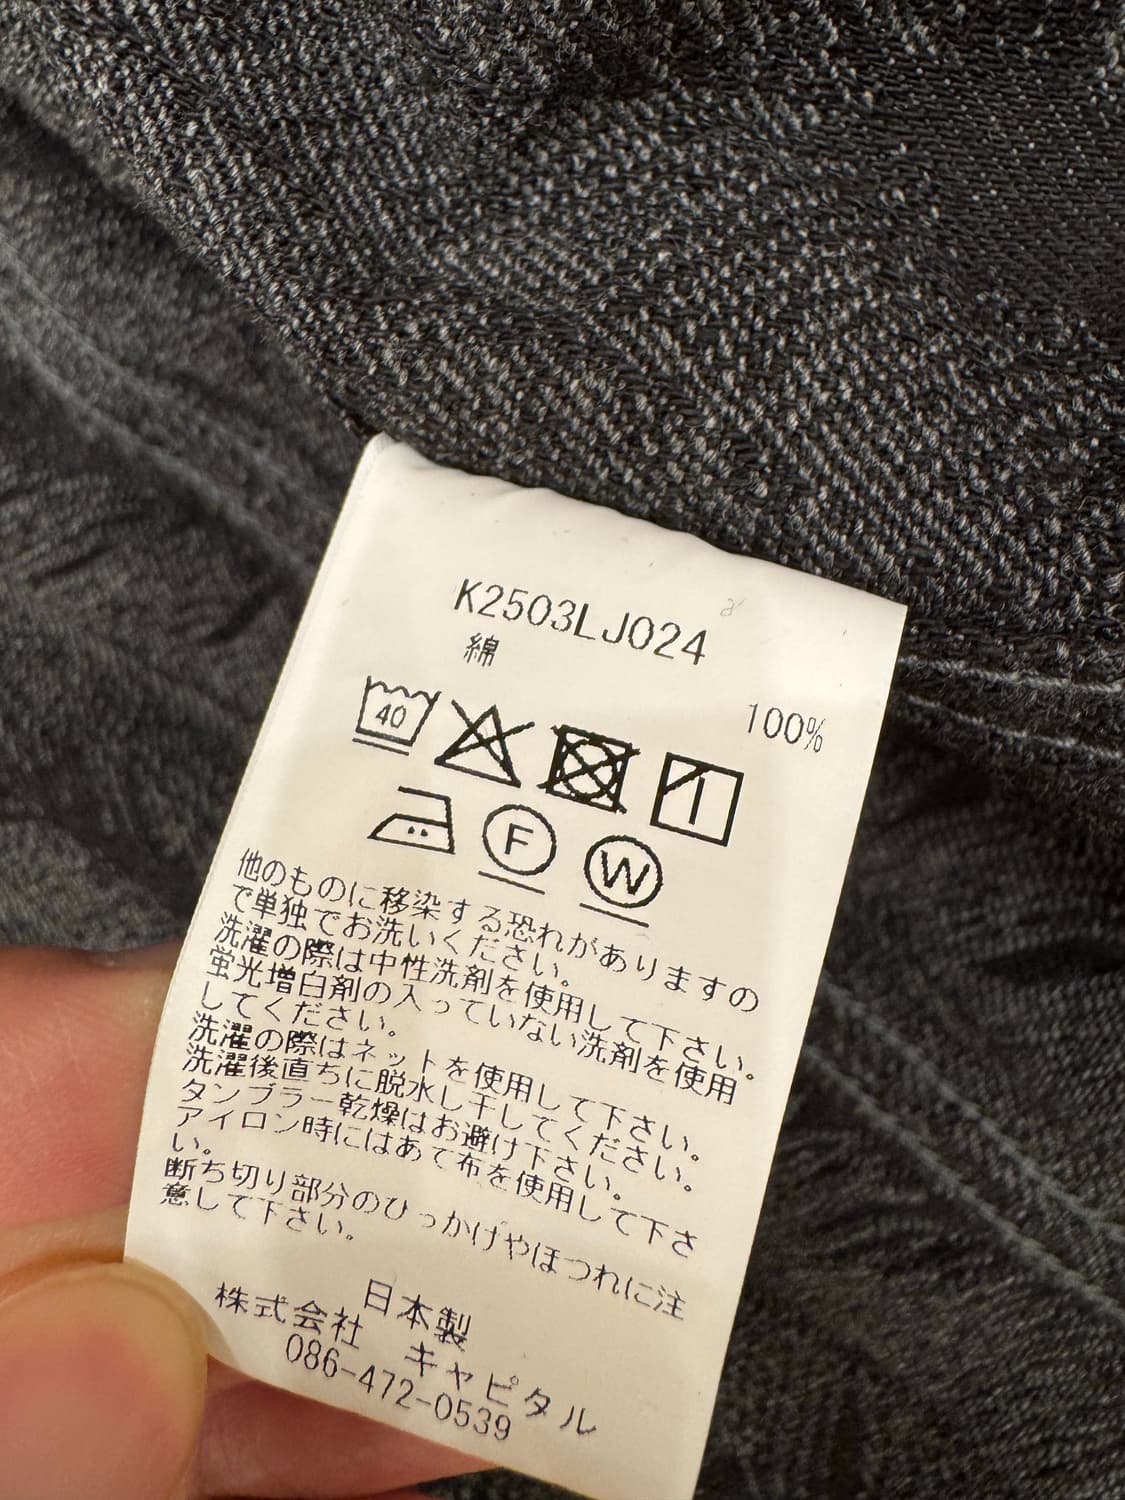 K2503LJ024
綿 100%
40
F W
他のものに移染する恐れがありますの
で単独でお洗いください。
洗濯の際は中性洗剤を使用して下さい。
蛍光増白剤の入っていない洗剤を使用
してください。
洗濯の際はネットを使用して下さい。
洗濯後直ちに脱水し干してください。
タンブラー乾燥はお避け下さい。
アイロン時にはあて布を使用して下さ
い。
断ち切り部分のひっかけやほつれに注
意して下さい。
日本製
株式会社 キャピタル
086-472-0539